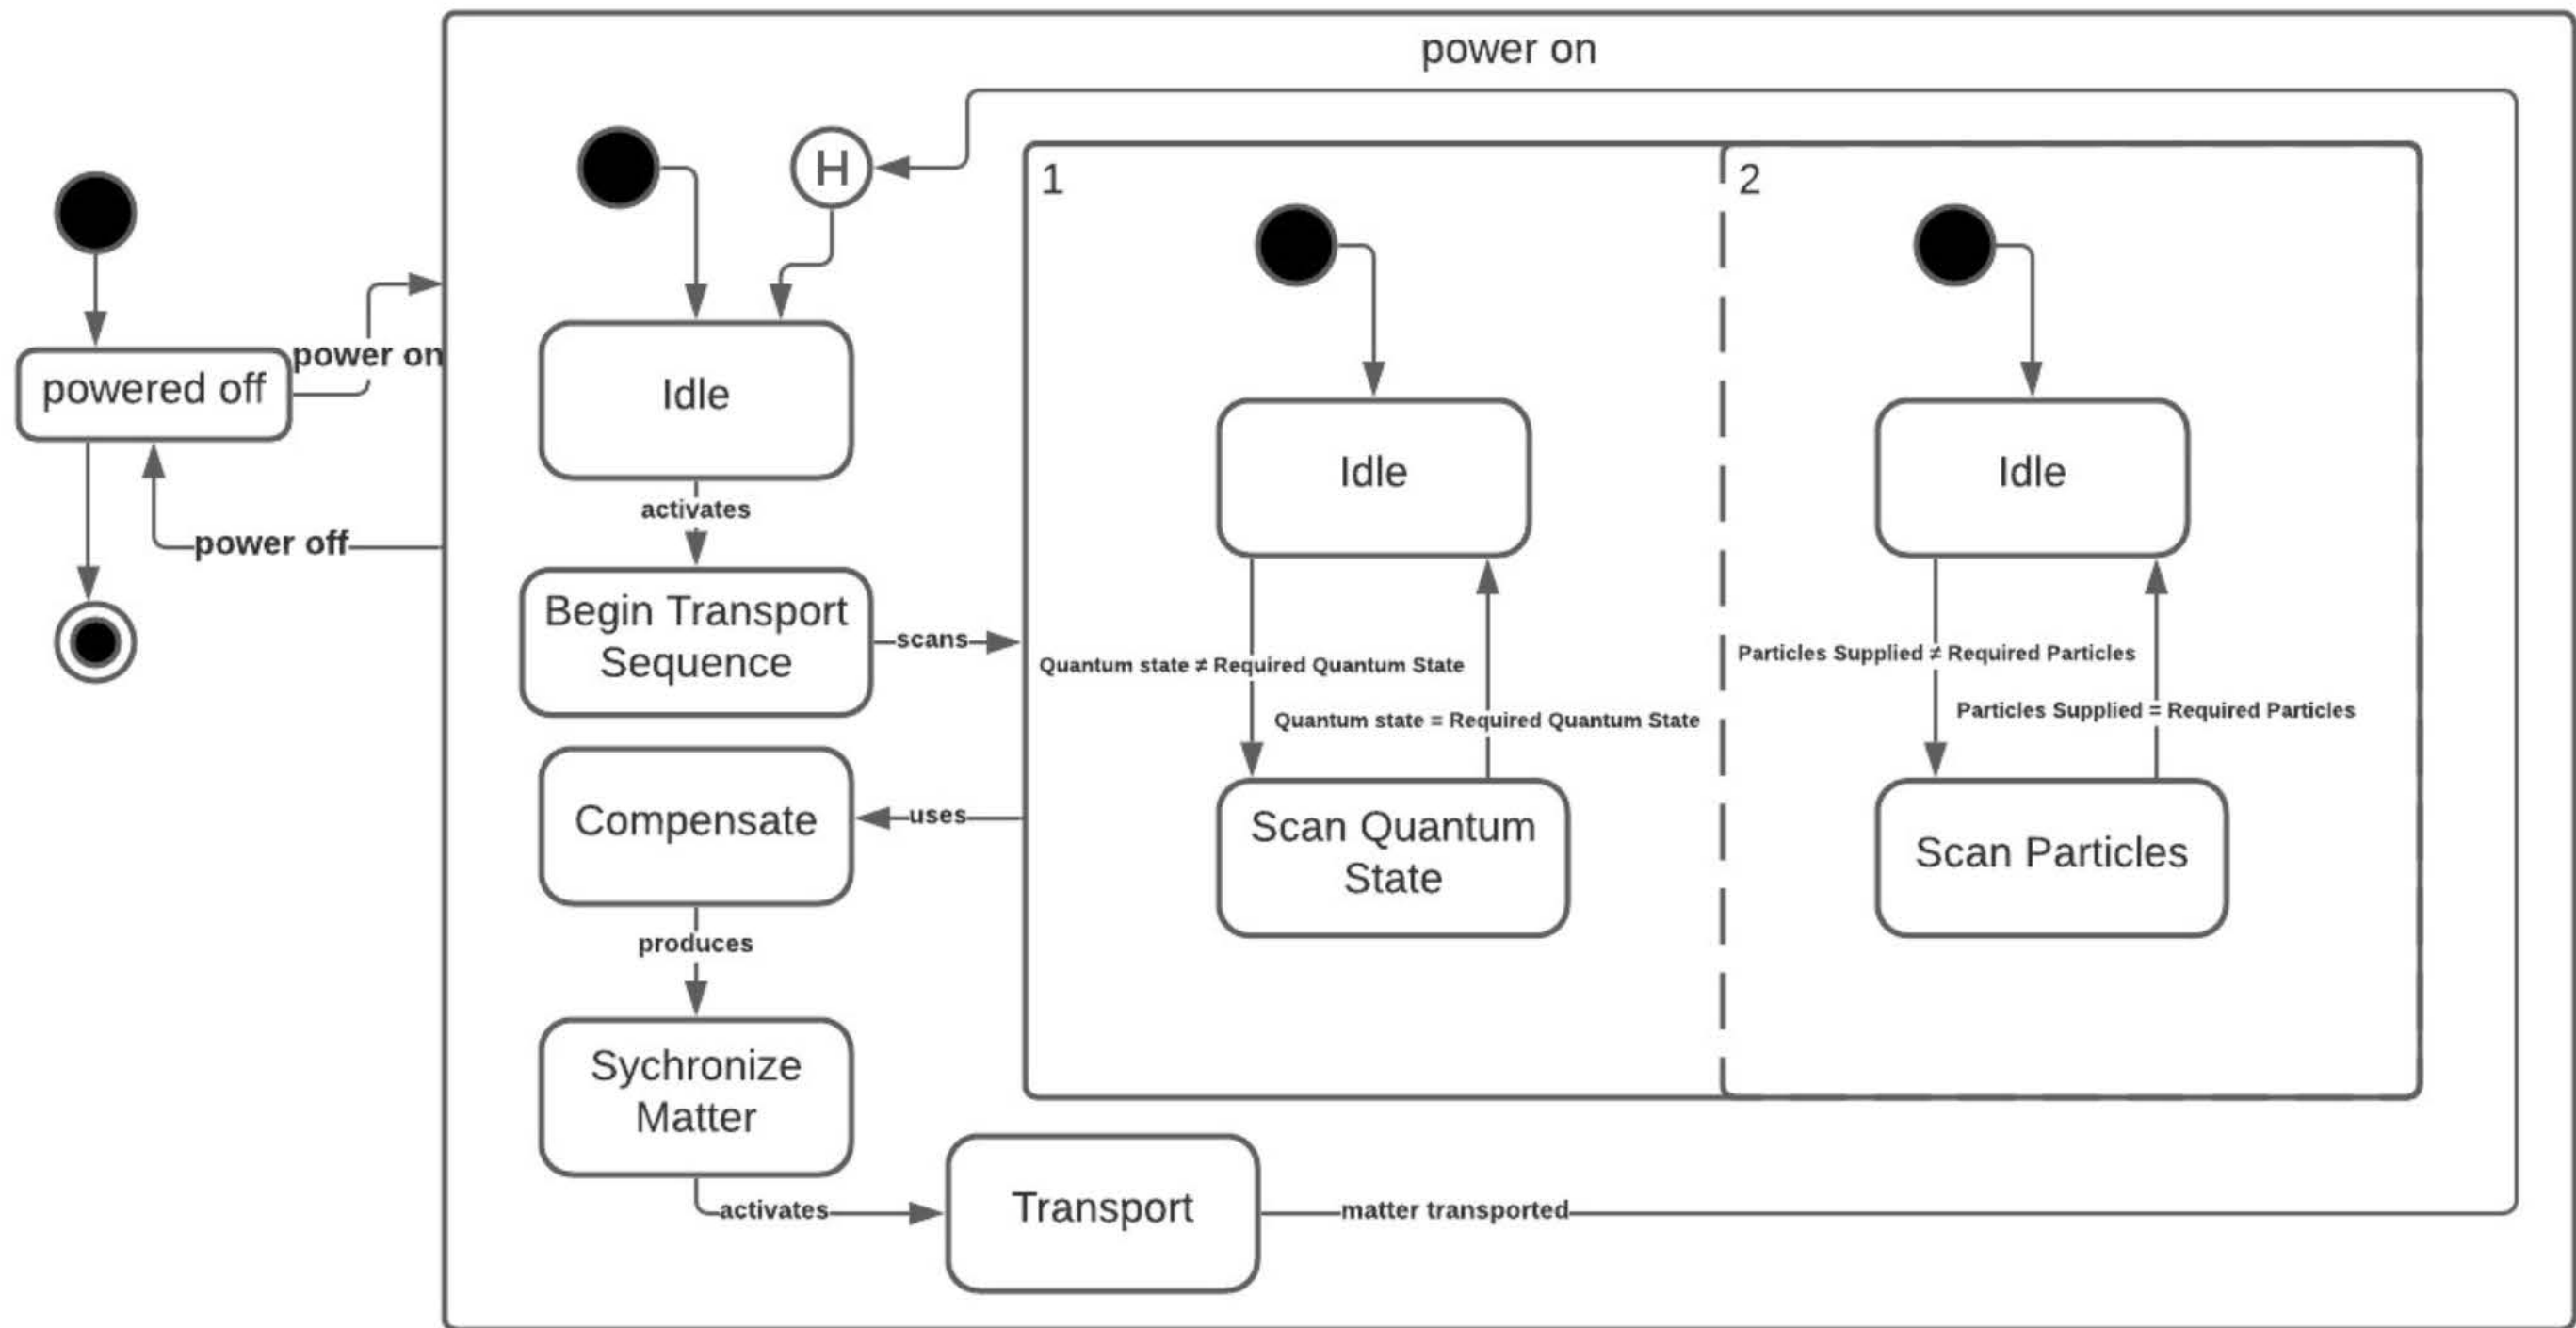 power on
H
1
2
powered off
power on
power off
Idle
activates
Begin Transport
Sequence
scans
Compensate
uses
produces
Sychronize
Matter
activates
Transport
matter transported
Idle
Quantum state ≠ Required Quantum State
Quantum state = Required Quantum State
Scan Quantum
State
Idle
Particles Supplied ≠ Required Particles
Particles Supplied = Required Particles
Scan Particles